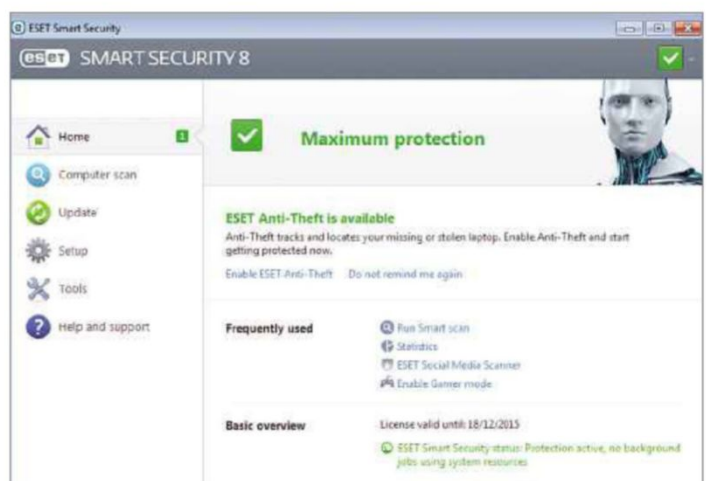 ESET Smart Security
eset SMART SECURITY 8
Home 1
Computer scan
Update
Setup
Tools
Help and support
Maximum protection
ESET Anti-Theft is available
Anti-Theft tracks and locates your missing or stolen laptop. Enable Anti-Theft and start
getting protected now.
Enable ESET Anti-Theft Do not remind me again
Frequently used
Run Smart scan
Statistics
ESET Social Media Scanner
Enable Gamer mode
Basic overview
License valid until: 18/12/2015
ESET Smart Security status: Protection active, no background
jobs using system resources